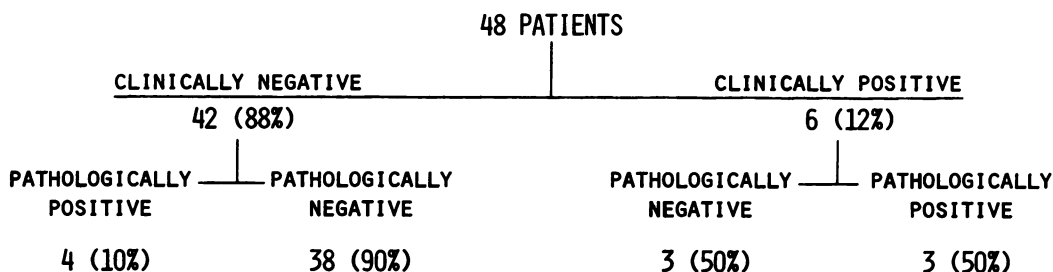 48 PATIENTS
CLINICALLY NEGATIVE CLINICALLY POSITIVE
42 (88%) 6 (12%)
PATHOLOGICALLY PATHOLOGICALLY PATHOLOGICALLY PATHOLOGICALLY
POSITIVE NEGATIVE NEGATIVE POSITIVE
4 (10%) 38 (90%) 3 (50%) 3 (50%)